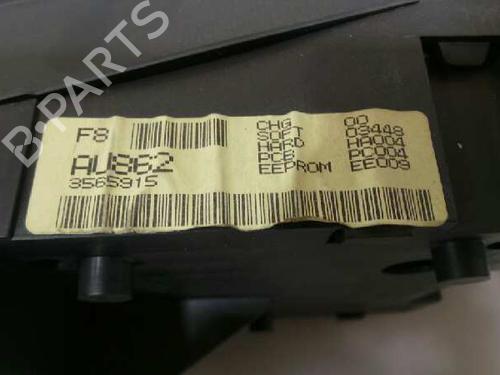 B-PARTS
F8
AU862
3565915
CHG 00
SOFT 03448
HARD HA004
PCB PC004
EEPROM EE009